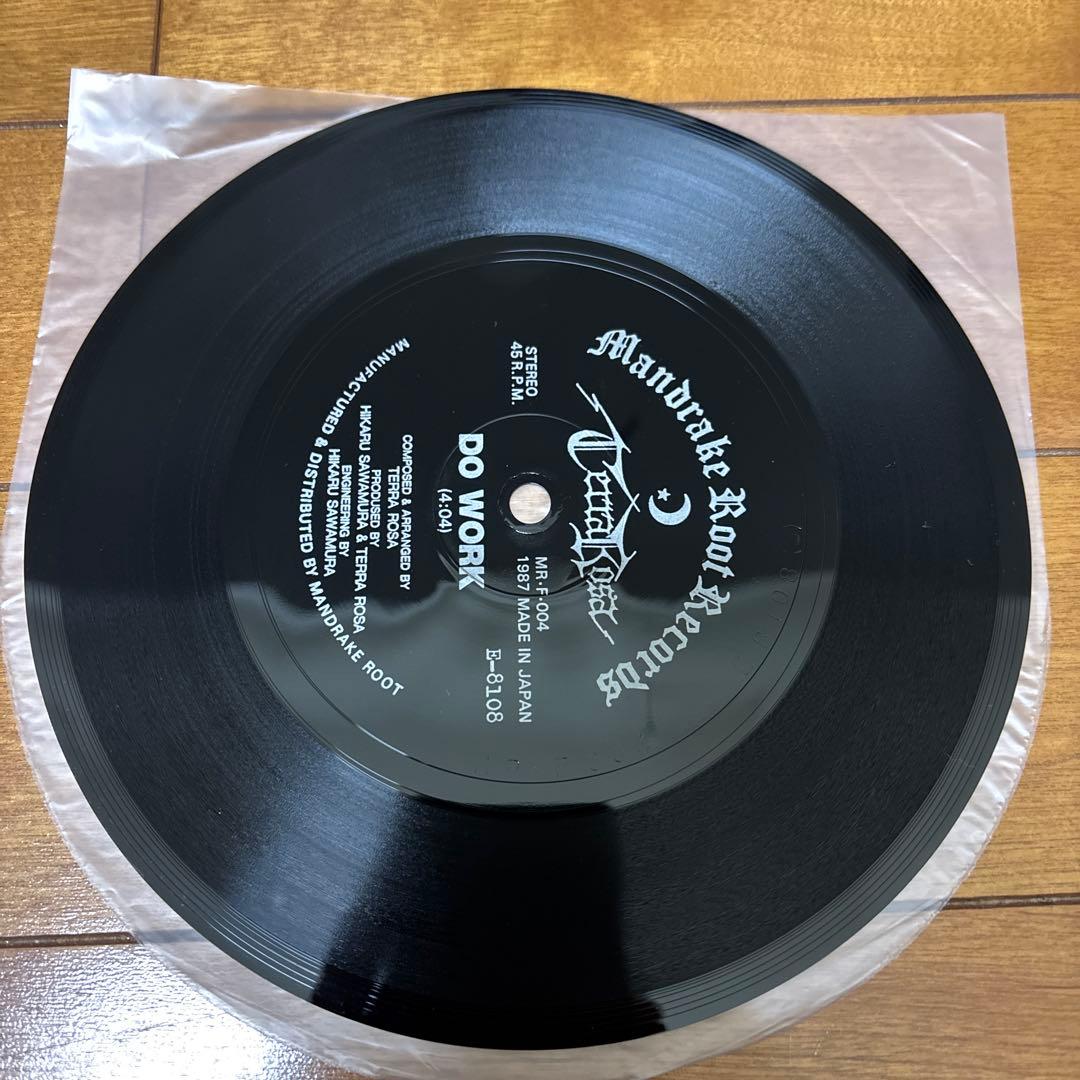 Mandrake Root Records
Terra Rosa
STEREO
45 R.P.M.
MR·F·004
1987 MADE IN JAPAN
E-8108
DO WORK
(4:04)
COMPOSED & ARRANGED BY
TERRA ROSA
PRODUSED BY
HIKARU SAWAMURA & TERRA ROSA
ENGINEERING BY
HIKARU SAWAMURA
MANUFACTURED & DISTRIBUTED BY MANDRAKE ROOT